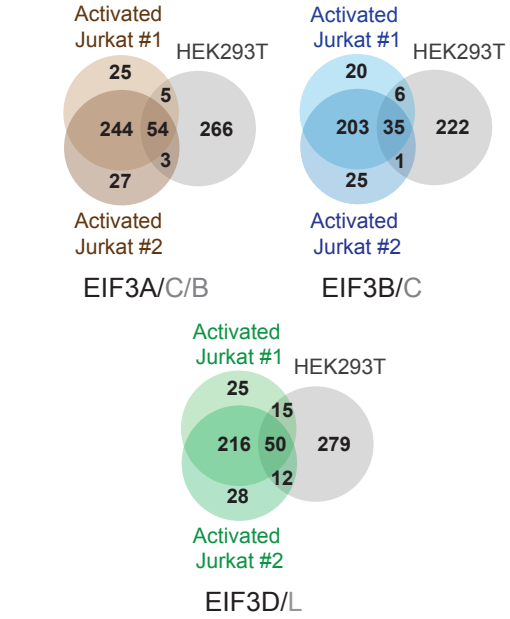 Activated
Jurkat #1
HEK293T
25
5
244
54
266
3
27
Activated
Jurkat #2
EIF3A/C/B
Activated
Jurkat #1
HEK293T
20
6
203
35
222
1
25
Activated
Jurkat #2
EIF3B/C
Activated
Jurkat #1
HEK293T
25
15
216
50
279
12
28
Activated
Jurkat #2
EIF3D/L